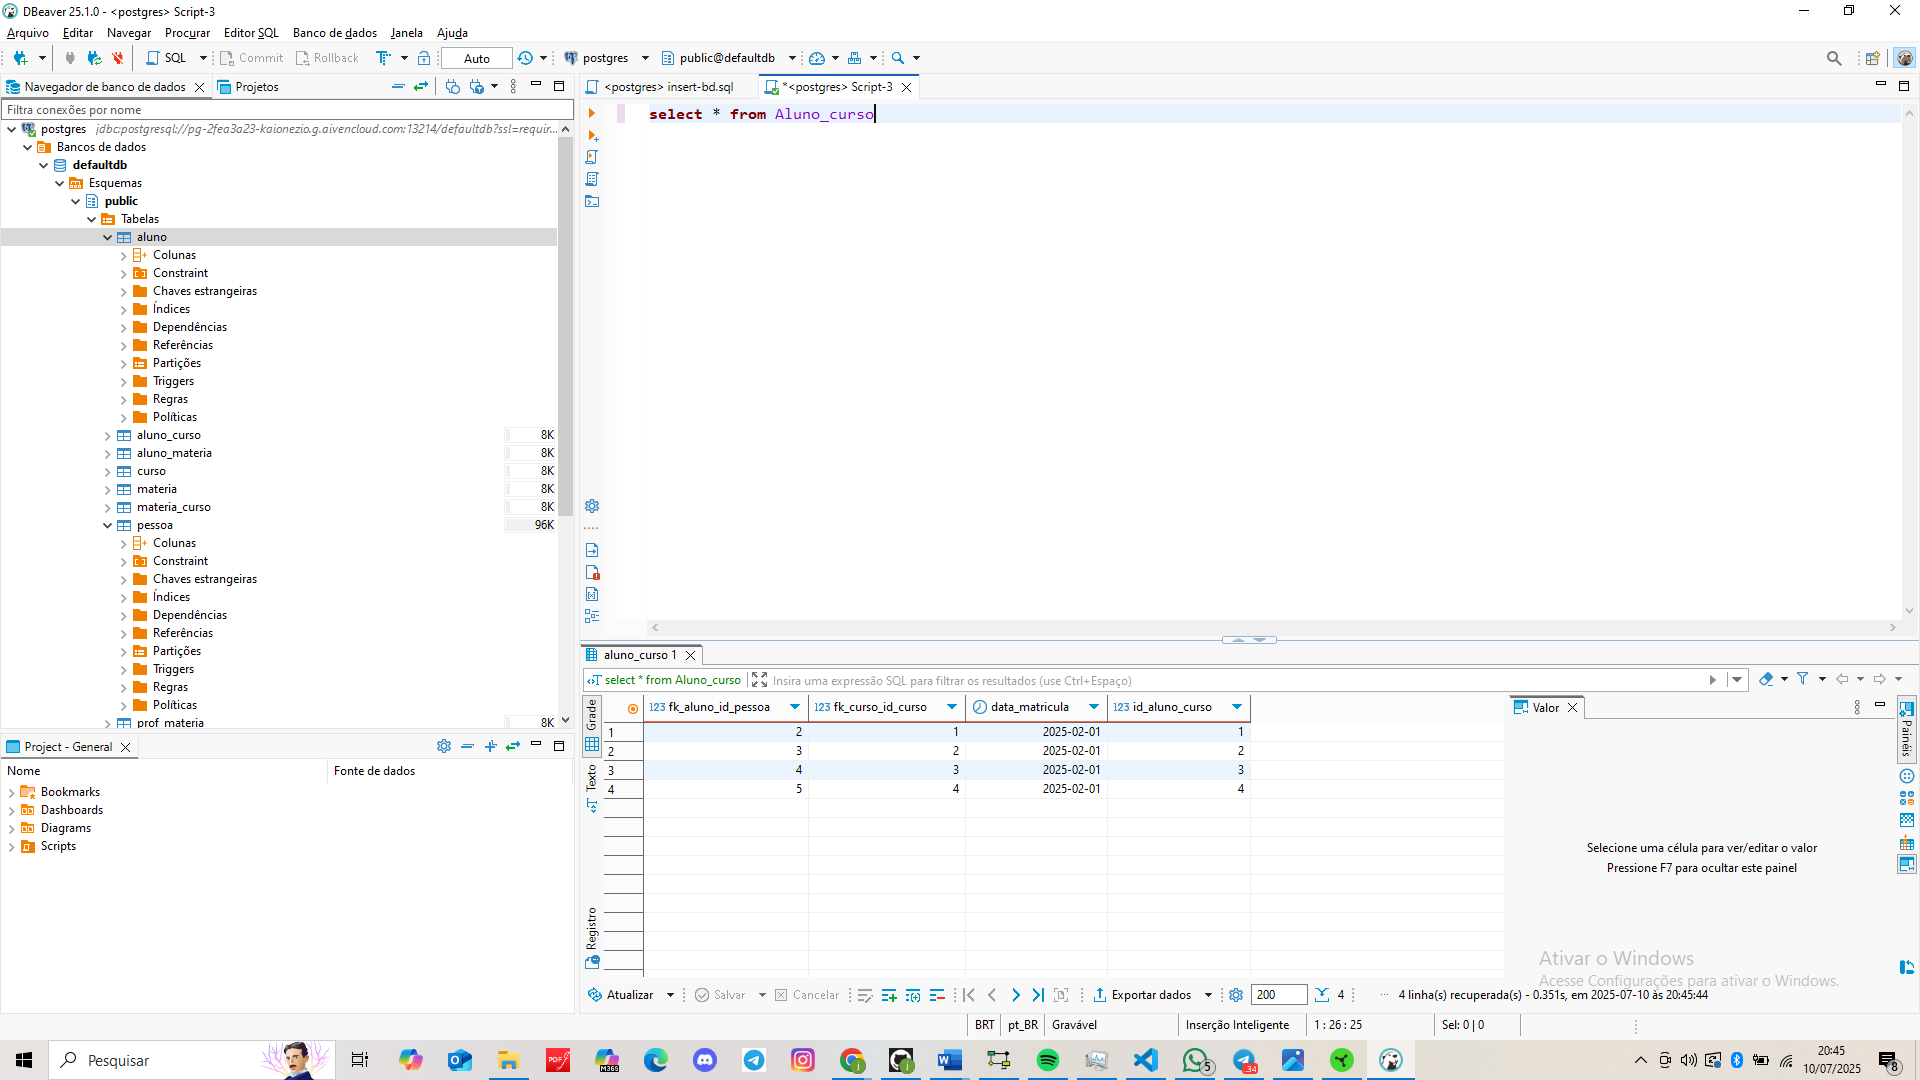 DBeaver 25.1.0 - <postgres> Script-3
Arquivo Editar Navegar Procurar Editor SQL Banco de dados Janela Ajuda
SQL Commit Rollback Auto postgres public@defaultdb
Navegador de banco de dados Projetos
Filtra conexões por nome
postgres jdbc:postgresql://pg-2fea3a23-kaionezio.g.aivencloud.com:13214/defaultdb?ssl=requir...
Bancos de dados
defaultdb
Esquemas
public
Tabelas
aluno
Colunas
Constraint
Chaves estrangeiras
Índices
Dependências
Referências
Partições
Triggers
Regras
Políticas
aluno_curso 8K
aluno_materia 8K
curso 8K
materia 8K
materia_curso 8K
pessoa 96K
Colunas
Constraint
Chaves estrangeiras
Índices
Dependências
Referências
Partições
Triggers
Regras
Políticas
prof_materia 8K
Project - General
Nome Fonte de dados
Bookmarks
Dashboards
Diagrams
Scripts
<postgres> insert-bd.sql *<postgres> Script-3
select * from Aluno_curso
aluno_curso 1
select * from Aluno_curso Insira uma expressão SQL para filtrar os resultados (use Ctrl+Espaço)
Grade
Texto
Registro
123 fk_aluno_id_pessoa 123 fk_curso_id_curso data_matricula 123 id_aluno_curso
1 2 1 2025-02-01 1
2 3 2 2025-02-01 2
3 4 3 2025-02-01 3
4 5 4 2025-02-01 4
Valor
Painéis
Selecione uma célula para ver/editar o valor
Pressione F7 para ocultar este painel
Ativar o Windows
Acesse Configurações para ativar o Windows.
Atualizar Salvar Cancelar Exportar dados 200 4 4 linha(s) recuperada(s) - 0.351s, em 2025-07-10 às 20:45:44
BRT pt_BR Gravável Inserção Inteligente 1 : 26 : 25 Sel: 0 | 0
Pesquisar
PDF
M365
5
34
20:45
10/07/2025
8